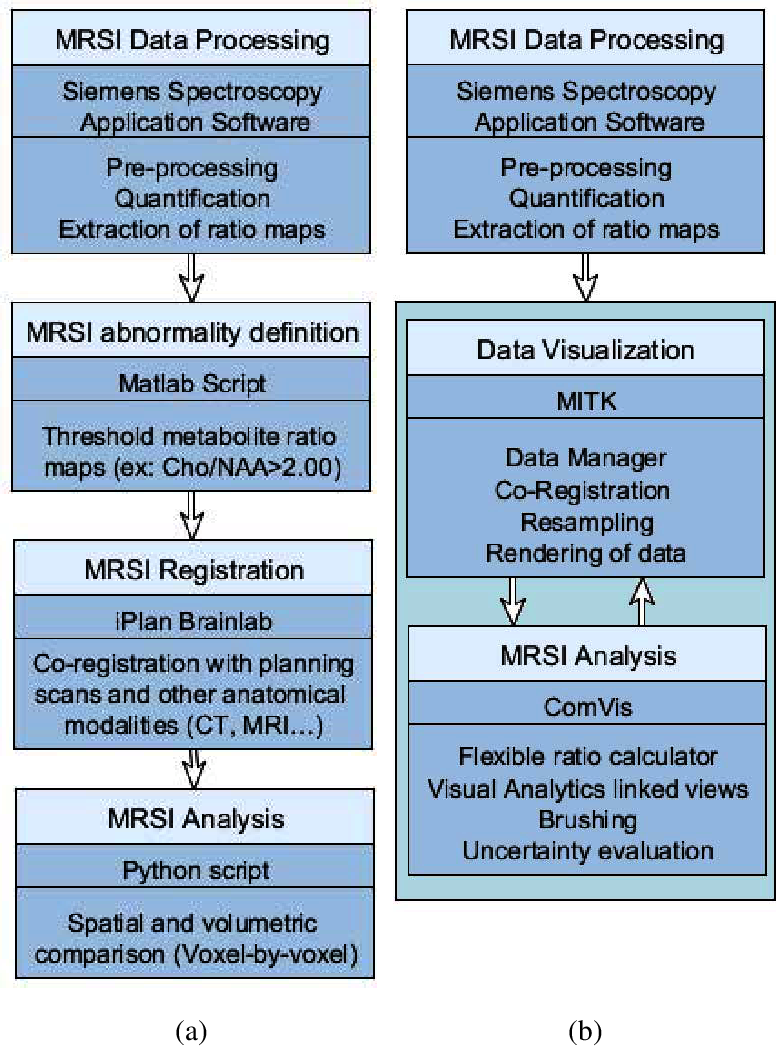 MRSI Data Processing
Siemens Spectroscopy
Application Software
Pre-processing
Quantification
Extraction of ratio maps
MRSI abnormality definition
Matlab Script
Threshold metabolite ratio
maps (ex: Cho/NAA>2.00)
MRSI Registration
iPlan Brainlab
Co-registration with planning
scans and other anatomical
modalities (CT, MRI...)
MRSI Analysis
Python script
Spatial and volumetric
comparison (Voxel-by-voxel)
(a)
MRSI Data Processing
Siemens Spectroscopy
Application Software
Pre-processing
Quantification
Extraction of ratio maps
Data Visualization
MITK
Data Manager
Co-Registration
Resampling
Rendering of data
MRSI Analysis
ComVis
Flexible ratio calculator
Visual Analytics linked views
Brushing
Uncertainty evaluation
(b)